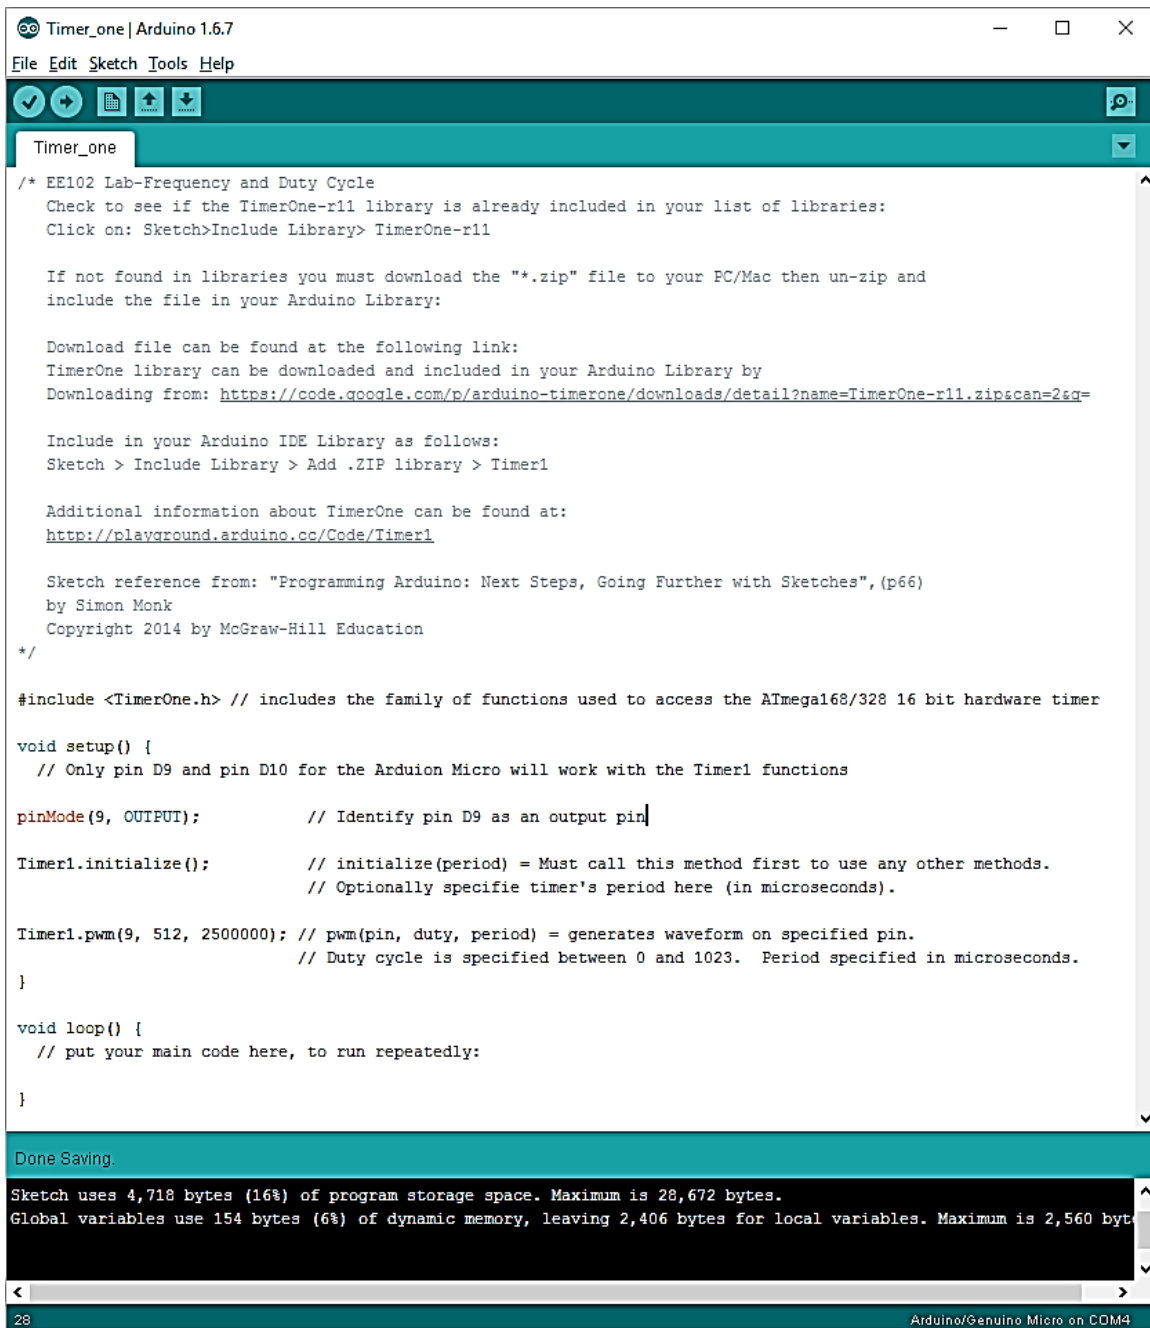 Timer_one | Arduino 1.6.7
File Edit Sketch Tools Help
Timer_one
/* EE102 Lab-Frequency and Duty Cycle
Check to see if the TimerOne-r11 library is already included in your list of libraries:
Click on: Sketch>Include Library> TimerOne-r11
If not found in libraries you must download the "*.zip" file to your PC/Mac then un-zip and
include the file in your Arduino Library:
Download file can be found at the following link:
TimerOne library can be downloaded and included in your Arduino Library by
Downloading from: https://code.google.com/p/arduino-timerone/downloads/detail?name=TimerOne-r11.zip&can=2&q=
Include in your Arduino IDE Library as follows:
Sketch > Include Library > Add .ZIP library > Timer1
Additional information about TimerOne can be found at:
http://playground.arduino.cc/Code/Timer1
Sketch reference from: "Programming Arduino: Next Steps, Going Further with Sketches",(p66)
by Simon Monk
Copyright 2014 by McGraw-Hill Education
*/
#include <TimerOne.h> // includes the family of functions used to access the ATmega168/328 16 bit hardware timer
void setup() {
// Only pin D9 and pin D10 for the Arduion Micro will work with the Timer1 functions
pinMode(9, OUTPUT); // Identify pin D9 as an output pin
Timer1.initialize(); // initialize(period) = Must call this method first to use any other methods.
// Optionally specifie timer's period here (in microseconds).
Timer1.pwm(9, 512, 2500000); // pwm(pin, duty, period) = generates waveform on specified pin.
// Duty cycle is specified between 0 and 1023. Period specified in microseconds.
}
void loop() {
// put your main code here, to run repeatedly:
}
Done Saving.
Sketch uses 4,718 bytes (16%) of program storage space. Maximum is 28,672 bytes.
Global variables use 154 bytes (6%) of dynamic memory, leaving 2,406 bytes for local variables. Maximum is 2,560 byt
28 Arduino/Genuino Micro on COM4